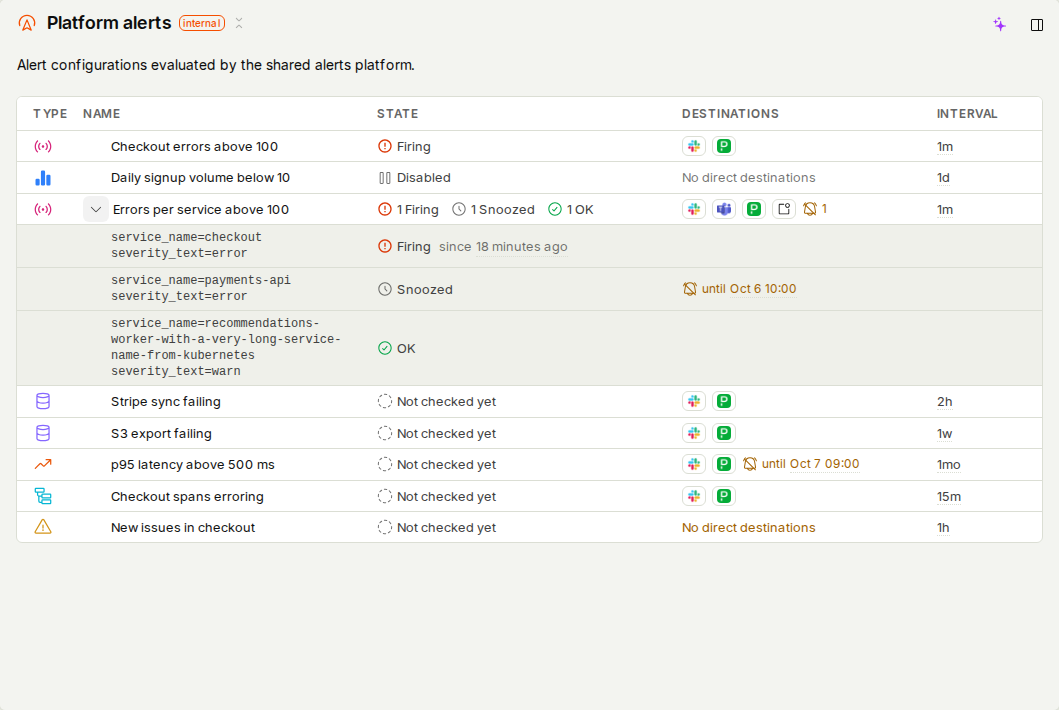 Platform alerts internal
Alert configurations evaluated by the shared alerts platform.
TYPE NAME STATE DESTINATIONS INTERVAL
Checkout errors above 100 Firing 1m
Daily signup volume below 10 Disabled No direct destinations 1d
Errors per service above 100 1 Firing 1 Snoozed 1 OK 1 1m
service_name=checkout
severity_text=error
Firing since 18 minutes ago
service_name=payments-api
severity_text=error
Snoozed until Oct 6 10:00
service_name=recommendations-
worker-with-a-very-long-service-
name-from-kubernetes
severity_text=warn
OK
Stripe sync failing Not checked yet 2h
S3 export failing Not checked yet 1w
p95 latency above 500 ms Not checked yet until Oct 7 09:00 1mo
Checkout spans erroring Not checked yet 15m
New issues in checkout Not checked yet No direct destinations 1h